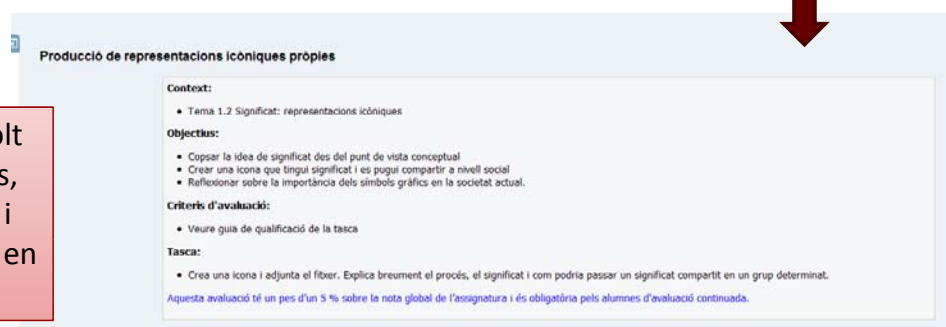 Producció de representacions icòniques pròpies
Context:
• Tema 1.2 Significat: representacions icòniques
Objectius:
• Copsar la idea de significat des del punt de vista conceptual
• Crear una icona que tingui significat i es pugui compartir a nivell social
• Reflexionar sobre la importància dels símbols gràfics en la societat actual.
Criteris d'avaluació:
• Veure guia de qualificació de la tasca
Tasca:
• Crea una icona i adjunta el fitxer. Explica breument el procés, el significat i com podria passar un significat compartit en un grup determinat.
Aquesta avaluació té un pes d'un 5 % sobre la nota global de l'assignatura i és obligatòria pels alumnes d'avaluació continuada.
i
en